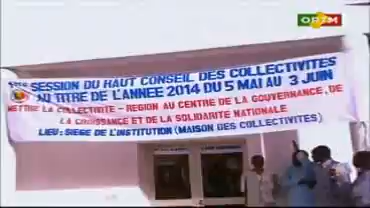 ORTM
1ère SESSION DU HAUT CONSEIL DES COLLECTIVITES
AU TITRE DE L'ANNEE 2014 DU 5 MAI AU 3 JUIN
METTRE LA COLLECTIVITE - REGION AU CENTRE DE LA GOUVERNANCE, DE
LA CROISSANCE ET DE LA SOLIDARITE NATIONALE
LIEU: SIEGE DE L'INSTITUTION (MAISON DES COLLECTIVITES)